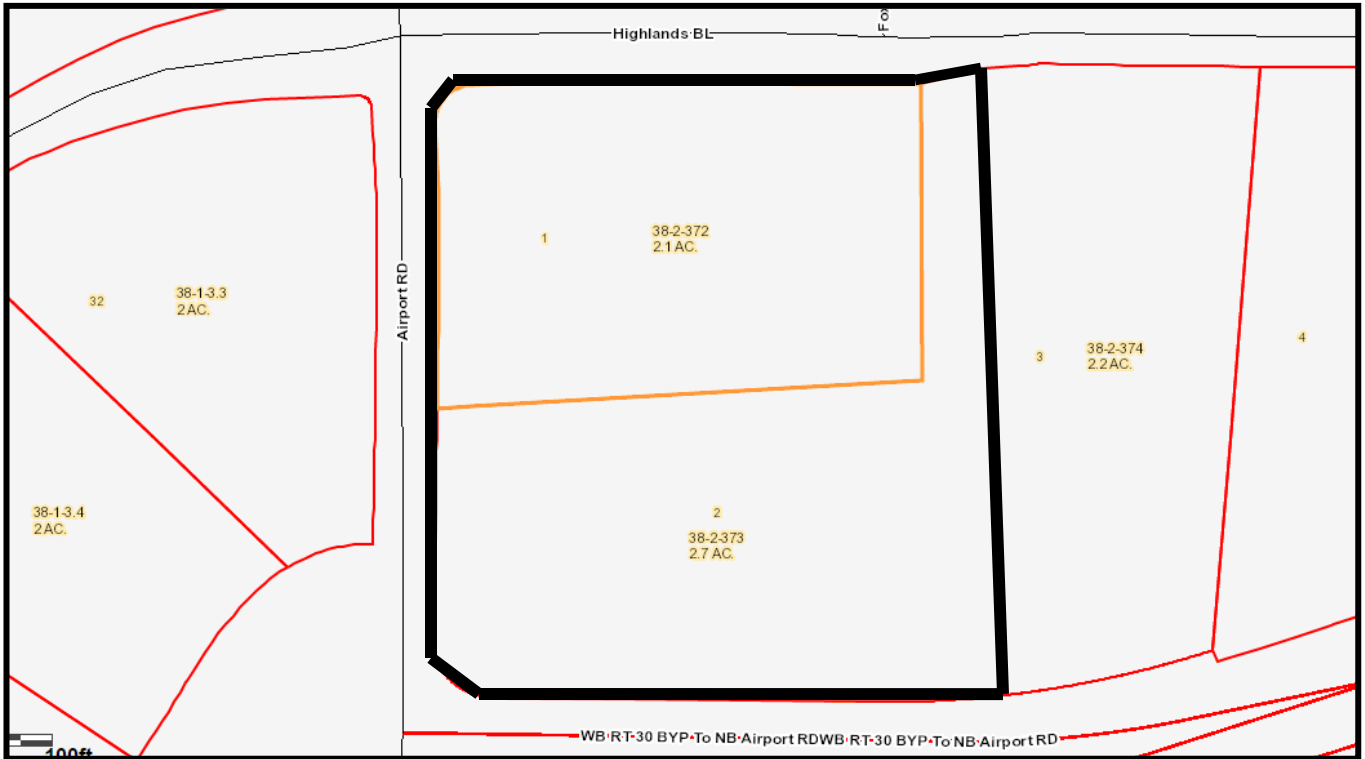 Fo
Highlands BL
1
38-2-372
2.1 AC.
Airport RD
32
38-1-3.3
2 AC.
3
38-2-374
2.2 AC.
4
38-1-3.4
2 AC.
2
38-2-373
2.7 AC.
100ft
WB RT-30 BYP To NB Airport RDWB RT-30 BYP To NB Airport RD